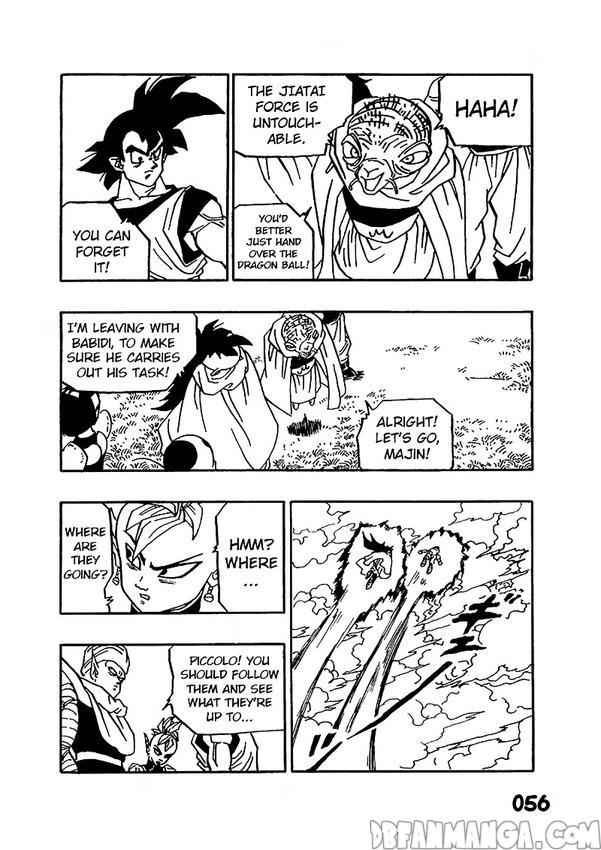 THE JIATAI
FORCE IS
UNTOUCH-
ABLE.
HAHA!
YOU'D
BETTER
JUST HAND
OVER THE
DRAGON BALL!
YOU CAN
FORGET
IT!
I'M LEAVING WITH
BABIDI, TO MAKE
SURE HE CARRIES
OUT HIS TASK!
ALRIGHT!
LET'S GO,
MAJIN!
WHERE
ARE
THEY
GOING?
HMM?
WHERE
...
ギェ
PICCOLO! YOU
SHOULD FOLLOW
THEM AND SEE
WHAT THEY'RE
UP TO...
056
DBFANMANGA.COM